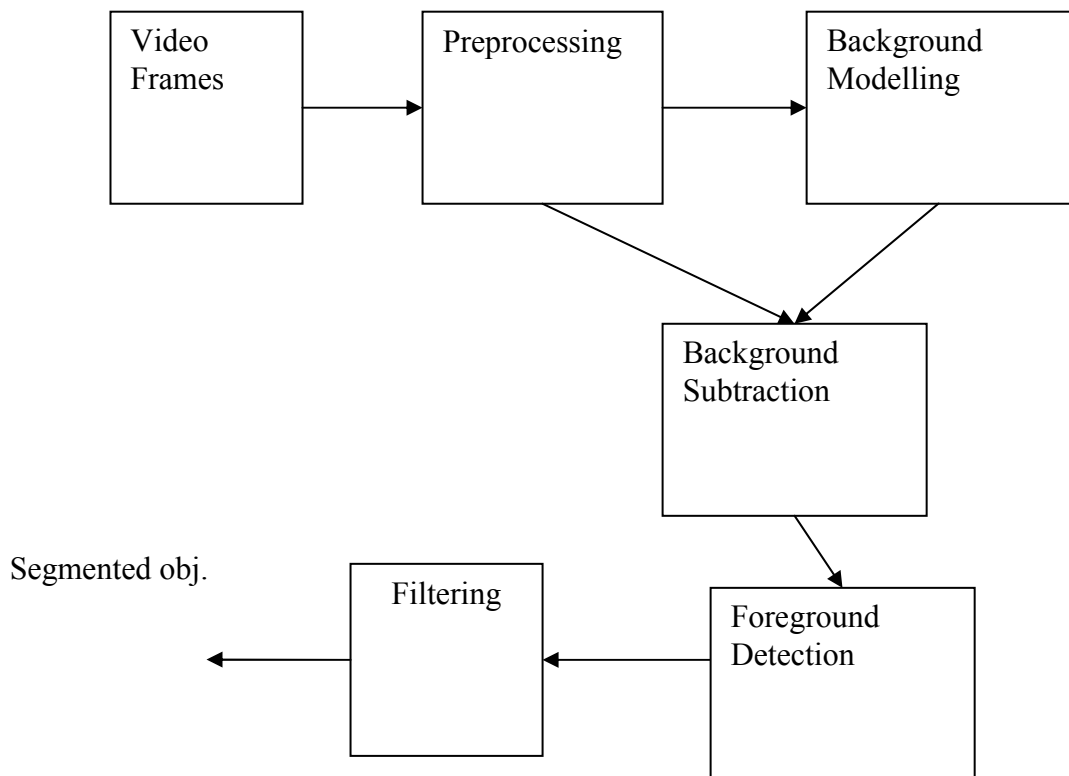 Video
Frames
Preprocessing
Background
Modelling
Background
Subtraction
Segmented obj.
Filtering
Foreground
Detection